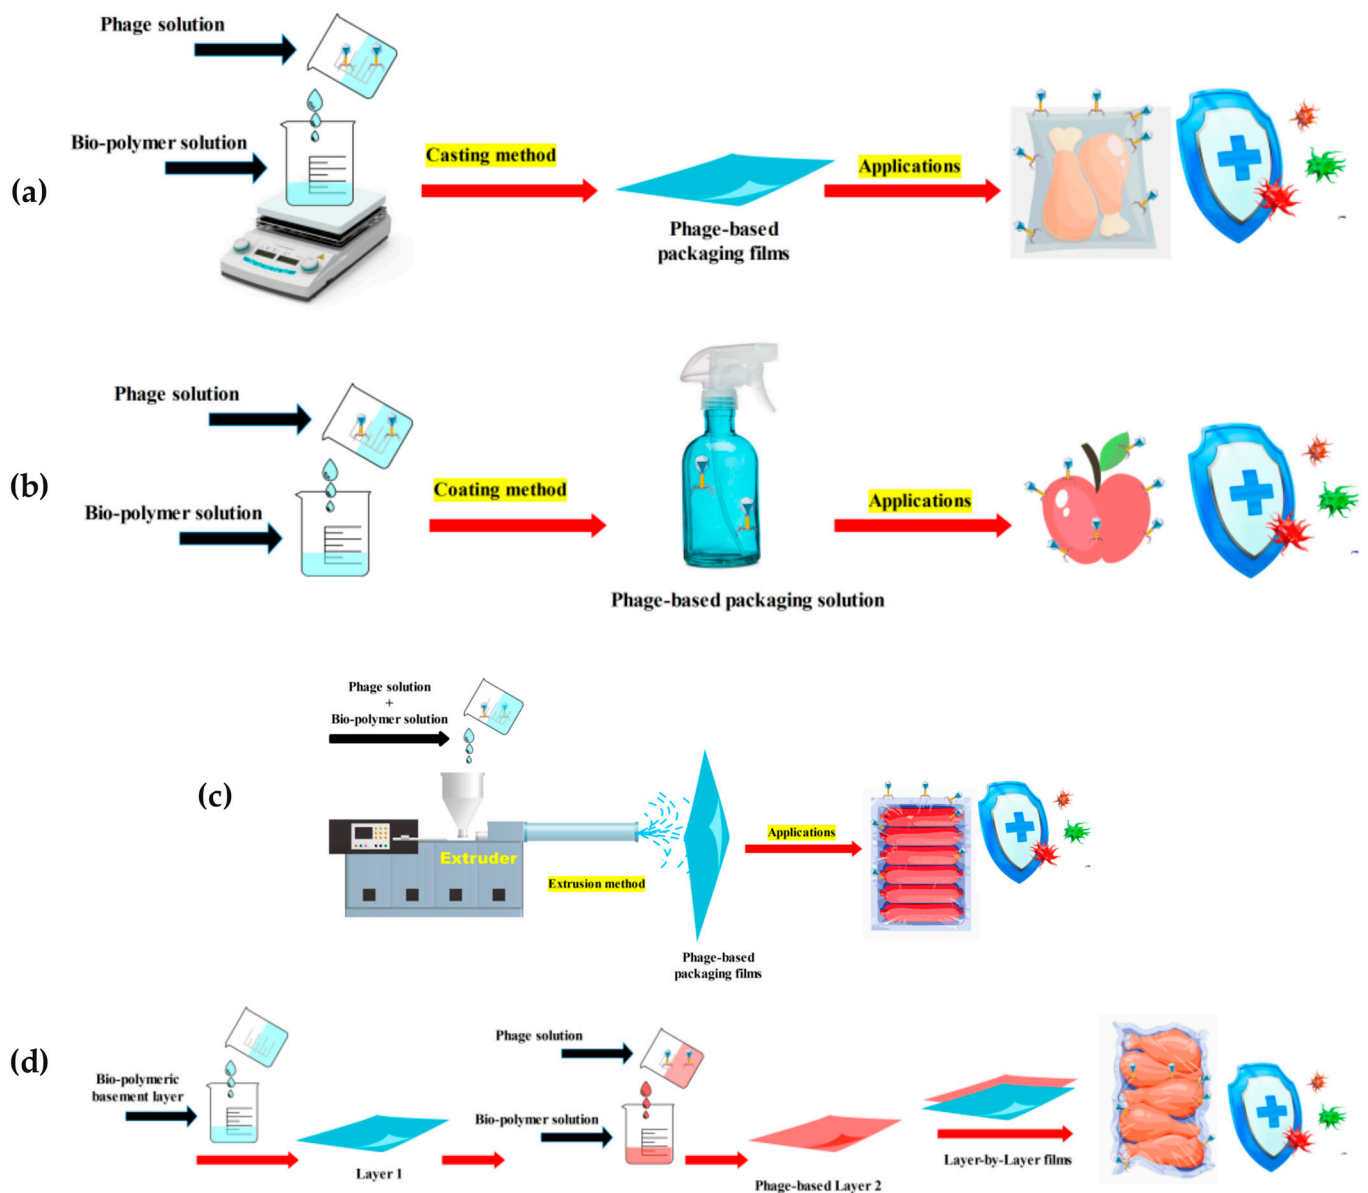 Phage solution
Bio-polymer solution
(a)
Casting method
Phage-based
packaging films
Applications
Phage solution
(b)
Bio-polymer solution
Coating method
Phage-based packaging solution
Applications
(c)
Phage solution
+
Bio-polymer solution
Extruder
Extrusion method
Phage-based
packaging films
Applications
(d)
Bio-polymeric
basement layer
Layer 1
Phage solution
Bio-polymer solution
Phage-based Layer 2
Layer-by-Layer films